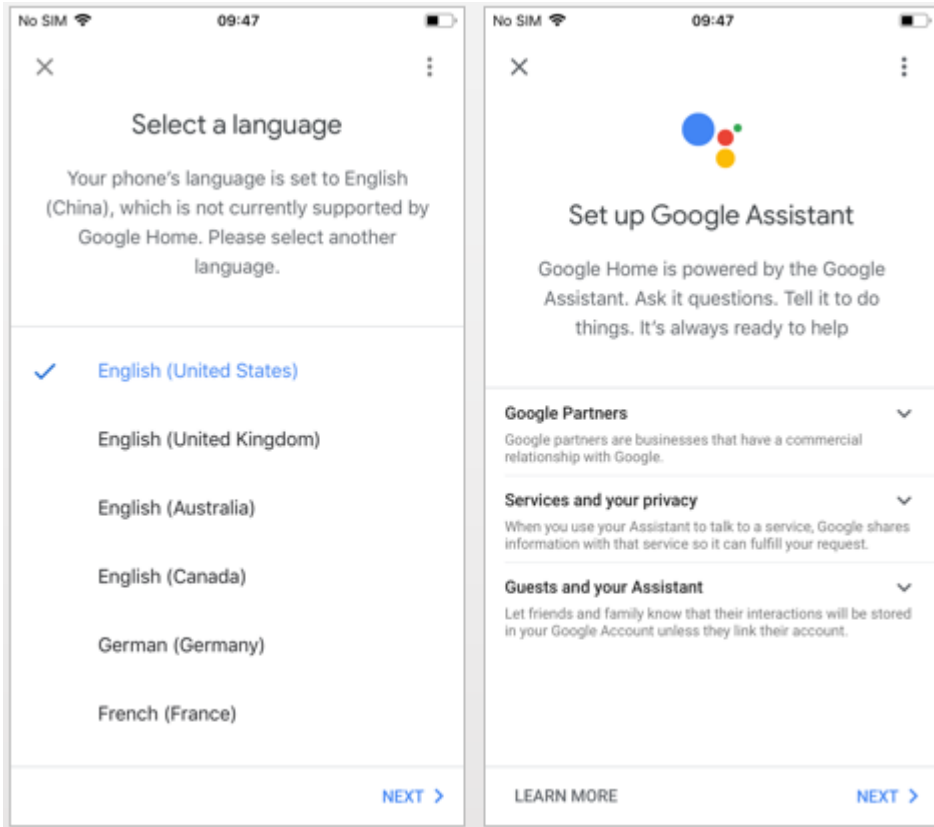 No SIM 09:47
Select a language
Your phone's language is set to English
(China), which is not currently supported by
Google Home. Please select another
language.
English (United States)
English (United Kingdom)
English (Australia)
English (Canada)
German (Germany)
French (France)
NEXT
No SIM 09:47
Set up Google Assistant
Google Home is powered by the Google
Assistant. Ask it questions. Tell it to do
things. It's always ready to help
Google Partners
Google partners are businesses that have a commercial
relationship with Google.
Services and your privacy
When you use your Assistant to talk to a service, Google shares
information with that service so it can fulfill your request.
Guests and your Assistant
Let friends and family know that their interactions will be stored
in your Google Account unless they link their account.
LEARN MORE NEXT